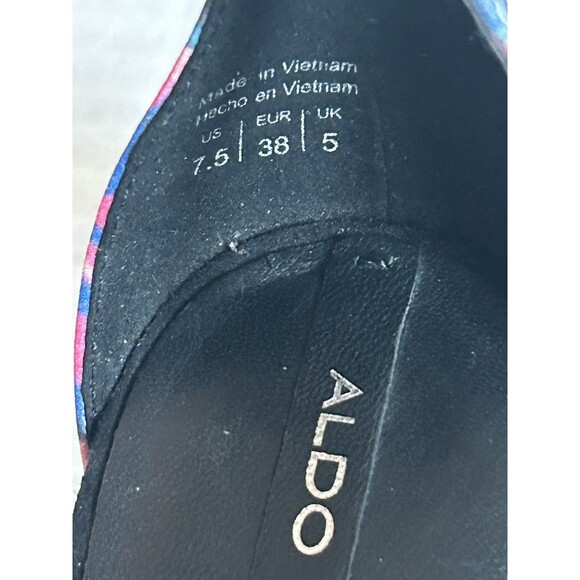 Made in Vietnam
Hecho en Vietnam
US | EUR | UK
7.5 | 38 | 5
ALDO